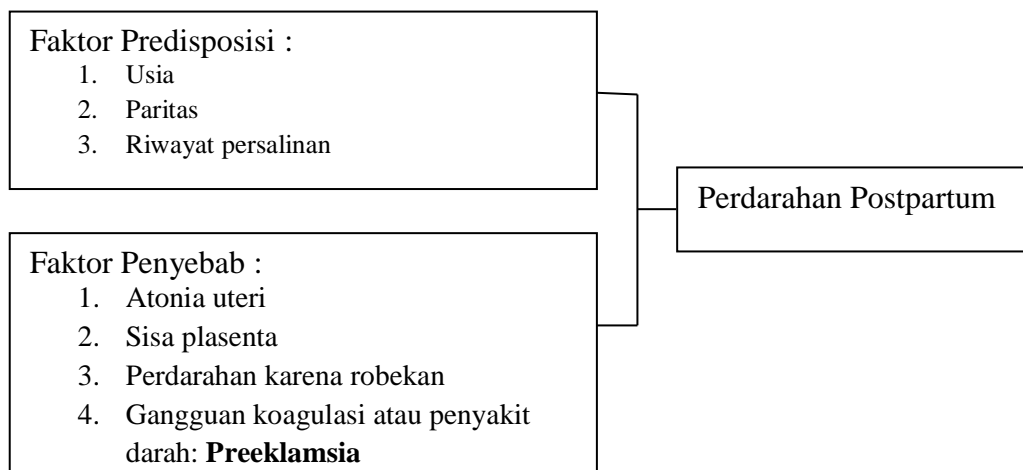 Faktor Predisposisi :
1. Usia
2. Paritas
3. Riwayat persalinan
Perdarahan Postpartum
Faktor Penyebab :
1. Atonia uteri
2. Sisa plasenta
3. Perdarahan karena robekan
4. Gangguan koagulasi atau penyakit
darah: Preeklamsia